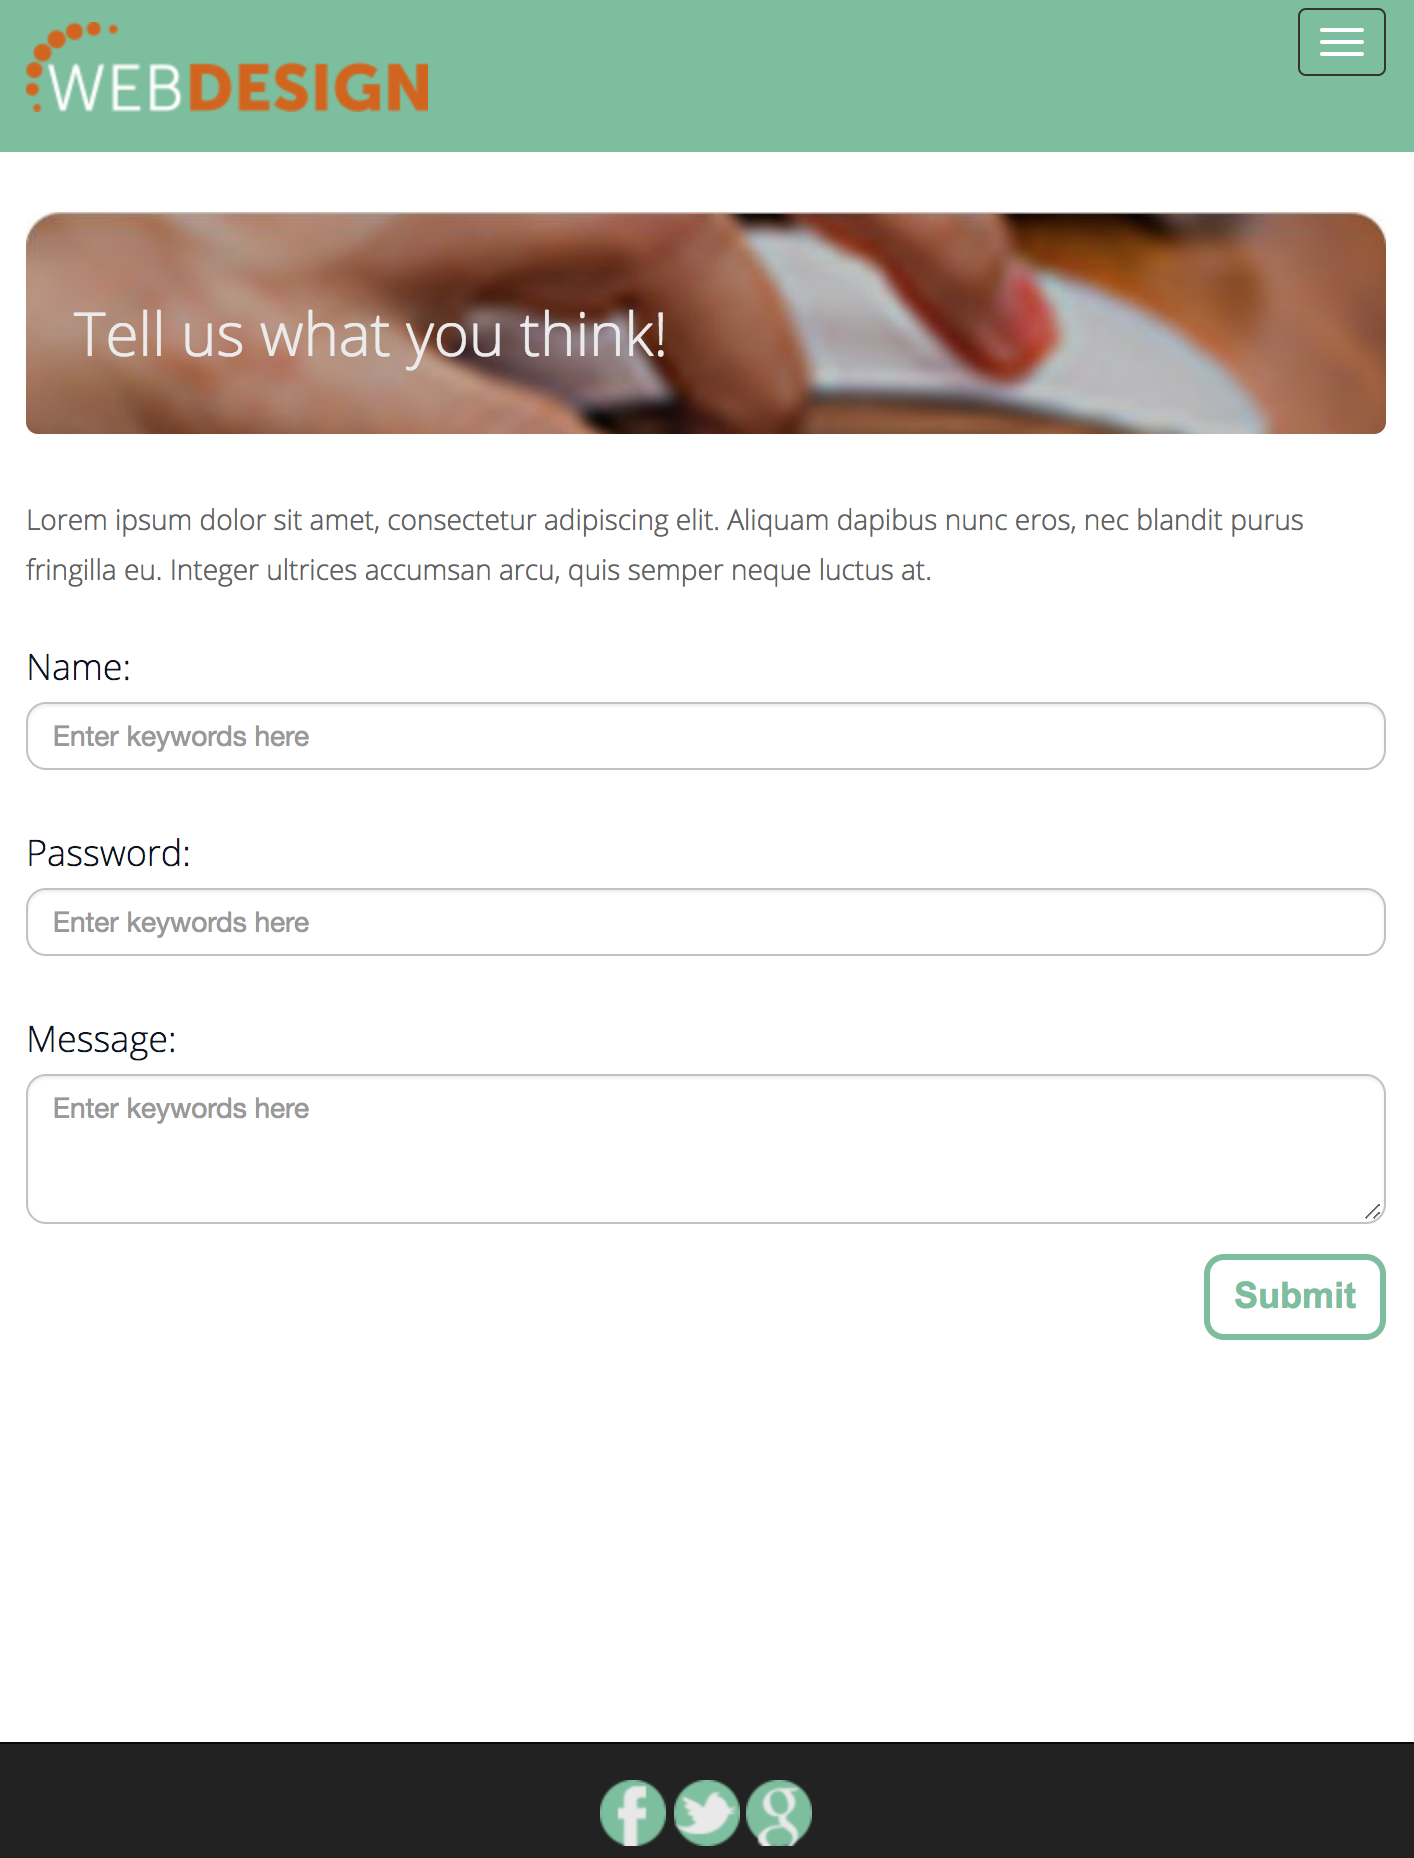 WEBDESIGN
Tell us what you think!
Lorem ipsum dolor sit amet, consectetur adipiscing elit. Aliquam dapibus nunc eros, nec blandit purus
fringilla eu. Integer ultrices accumsan arcu, quis semper neque luctus at.
Name:
Enter keywords here
Password:
Enter keywords here
Message:
Enter keywords here
Submit
f g